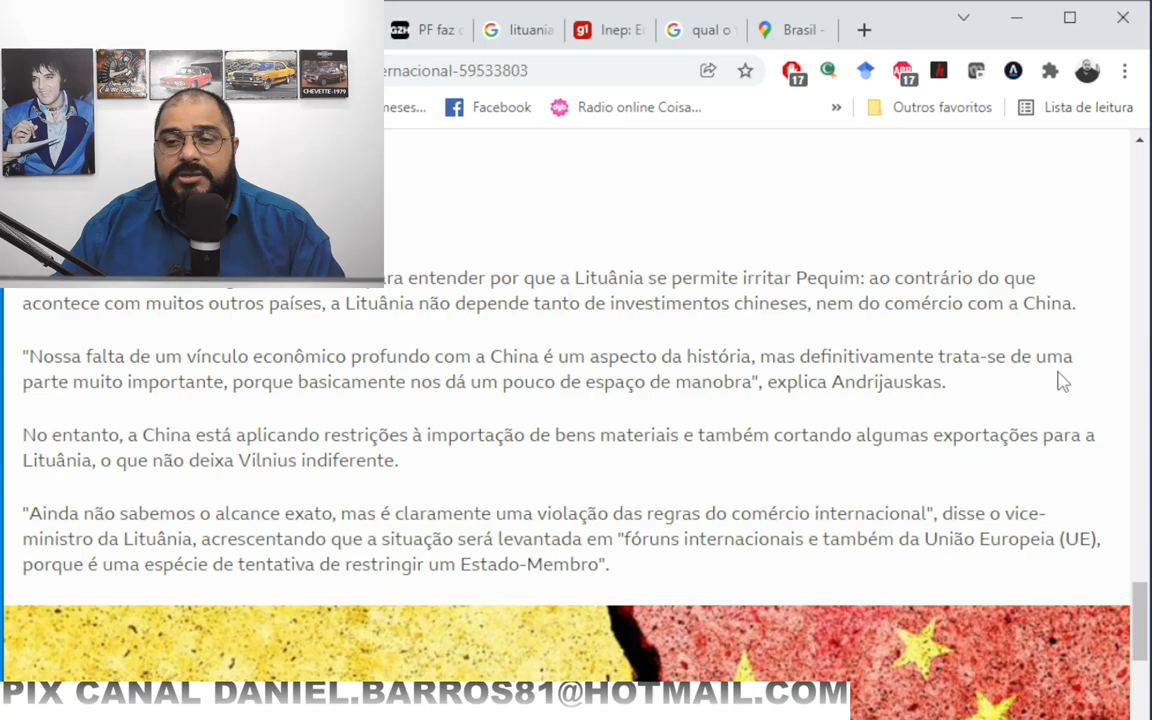 PF faz
lituania
g1
Inep:
qual o
Brasil -
ernacional-59533803
17
17
meses...
Facebook
Radio online Coisa...
»
Outros favoritos
Lista de leitura
CHEVETTE-1979
ara entender por que a Lituânia se permite irritar Pequim: ao contrário do que
acontece com muitos outros países, a Lituânia não depende tanto de investimentos chineses, nem do comércio com a China.
"Nossa falta de um vínculo econômico profundo com a China é um aspecto da história, mas definitivamente trata-se de uma
parte muito importante, porque basicamente nos dá um pouco de espaço de manobra", explica Andrijauskas.
No entanto, a China está aplicando restrições à importação de bens materiais e também cortando algumas exportações para a
Lituânia, o que não deixa Vilnius indiferente.
"Ainda não sabemos o alcance exato, mas é claramente uma violação das regras do comércio internacional", disse o vice-
ministro da Lituânia, acrescentando que a situação será levantada em "fóruns internacionais e também da União Europeia (UE),
porque é uma espécie de tentativa de restringir um Estado-Membro".
PIX CANAL DANIEL.BARROS81@HOTMAIL.COM